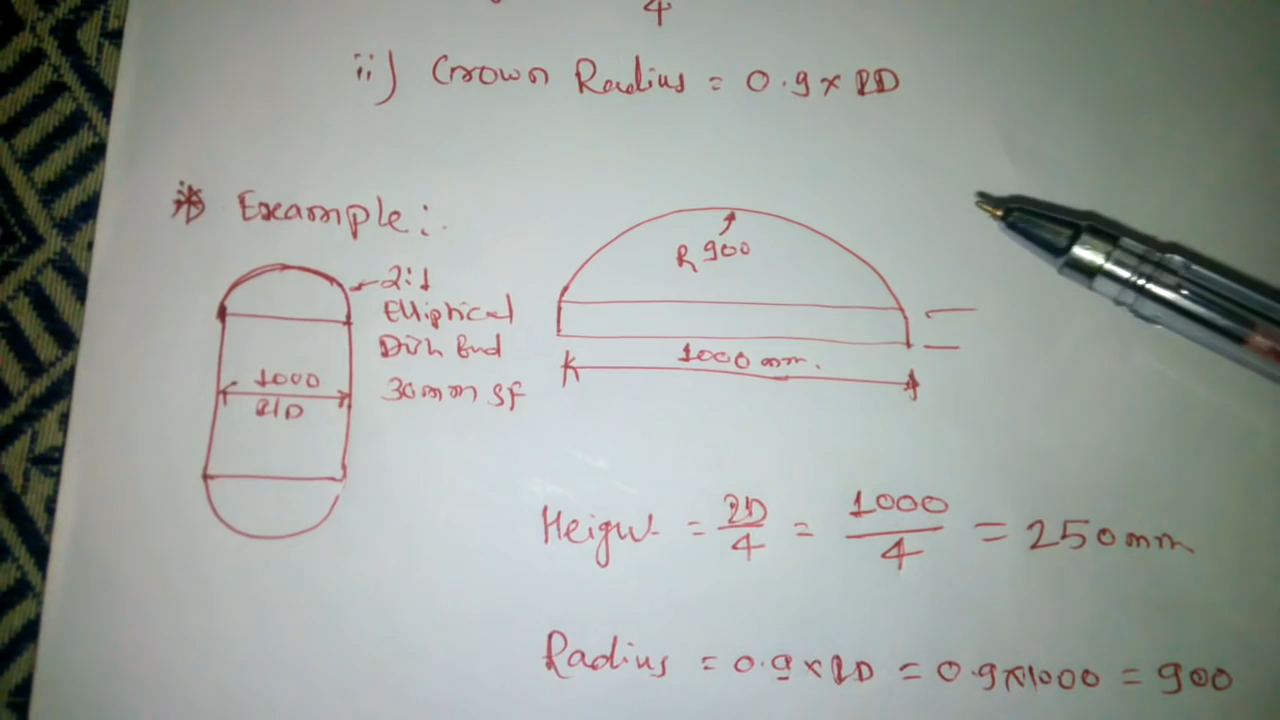 4
ii) Crown Radius = 0.9 x ID
* Example:.
2:1
Elliptical
Dish End
30mm SF
1000
ID
R 900
1000 mm.
Height = ID/4 = 1000/4 = 250mm
Radius = 0.9 x ID = 0.9x1000 = 900